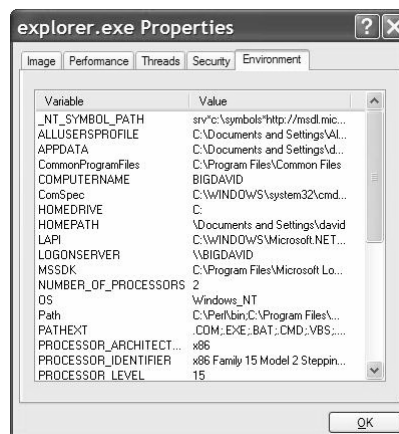 explorer.exe Properties
Image Performance Threads Security Environment
Variable Value
_NT_SYMBOL_PATH srv*c:\symbols*http://msdl.mic...
ALLUSERSPROFILE C:\Documents and Settings\Al...
APPDATA C:\Documents and Settings\d...
CommonProgramFiles C:\Program Files\Common Files
COMPUTERNAME BIGDAVID
ComSpec C:\WINDOWS\system32\cmd...
HOMEDRIVE C:
HOMEPATH \Documents and Settings\david
LAPI C:\WINDOWS\Microsoft.NET...
LOGONSERVER \\BIGDAVID
MSSDK C:\Program Files\Microsoft Lo...
NUMBER_OF_PROCESSORS 2
OS Windows_NT
Path C:\Perl\bin;C:\Program Files\...
PATHEXT .COM;.EXE;.BAT;.CMD;.VBS;....
PROCESSOR_ARCHITECT... x86
PROCESSOR_IDENTIFIER x86 Family 15 Model 2 Steppin...
PROCESSOR_LEVEL 15
OK